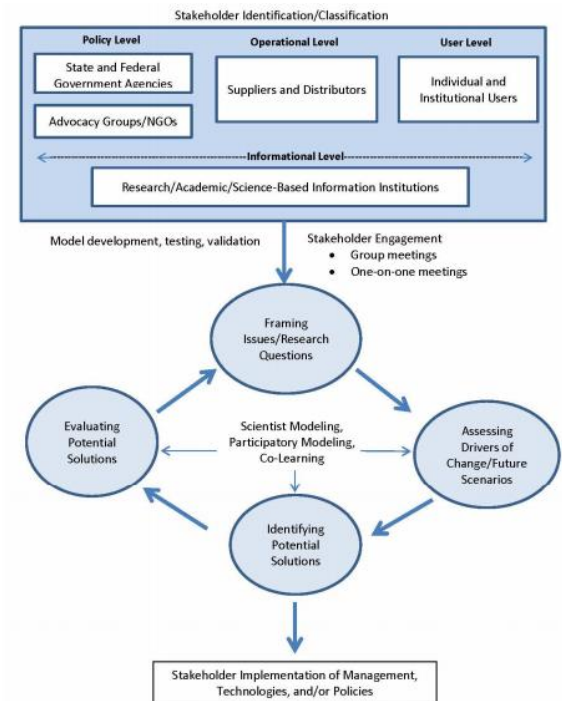 Stakeholder Identification/Classification
Policy Level
Operational Level
User Level
State and Federal
Government Agencies
Suppliers and Distributors
Individual and
Institutional Users
Advocacy Groups/NGOs
Informational Level
Research/Academic/Science-Based Information Institutions
Model development, testing, validation
Stakeholder Engagement
• Group meetings
• One-on-one meetings
Framing
Issues/Research
Questions
Evaluating
Potential
Solutions
Scientist Modeling,
Participatory Modeling,
Co-Learning
Assessing
Drivers of
Change/Future
Scenarios
Identifying
Potential
Solutions
Stakeholder Implementation of Management,
Technologies, and/or Policies